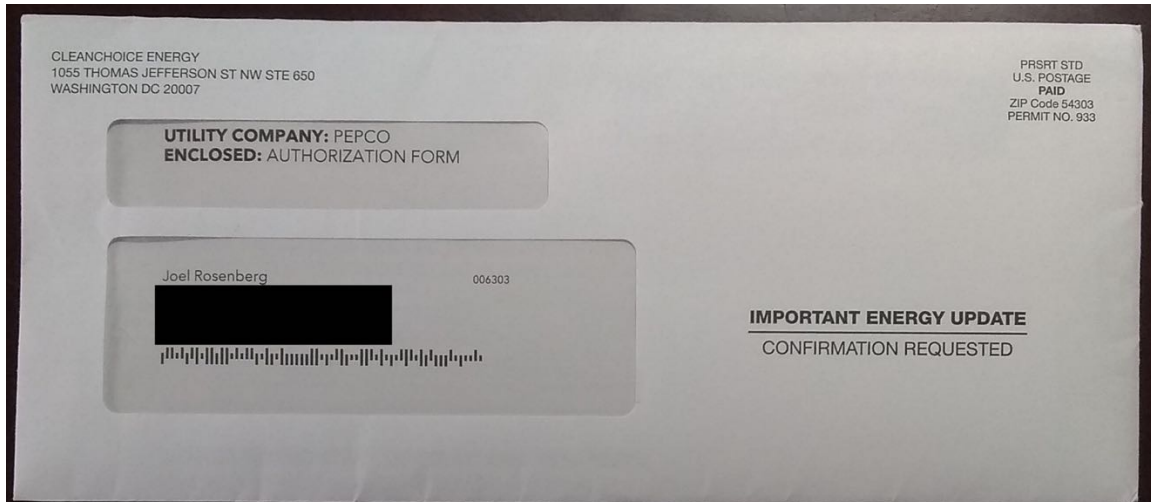 CLEANCHOICE ENERGY
1055 THOMAS JEFFERSON ST NW STE 650
WASHINGTON DC 20007
PRSRT STD
U.S. POSTAGE
PAID
ZIP Code 54303
PERMIT NO. 933
UTILITY COMPANY: PEPCO
ENCLOSED: AUTHORIZATION FORM
Joel Rosenberg 006303
IMPORTANT ENERGY UPDATE
CONFIRMATION REQUESTED